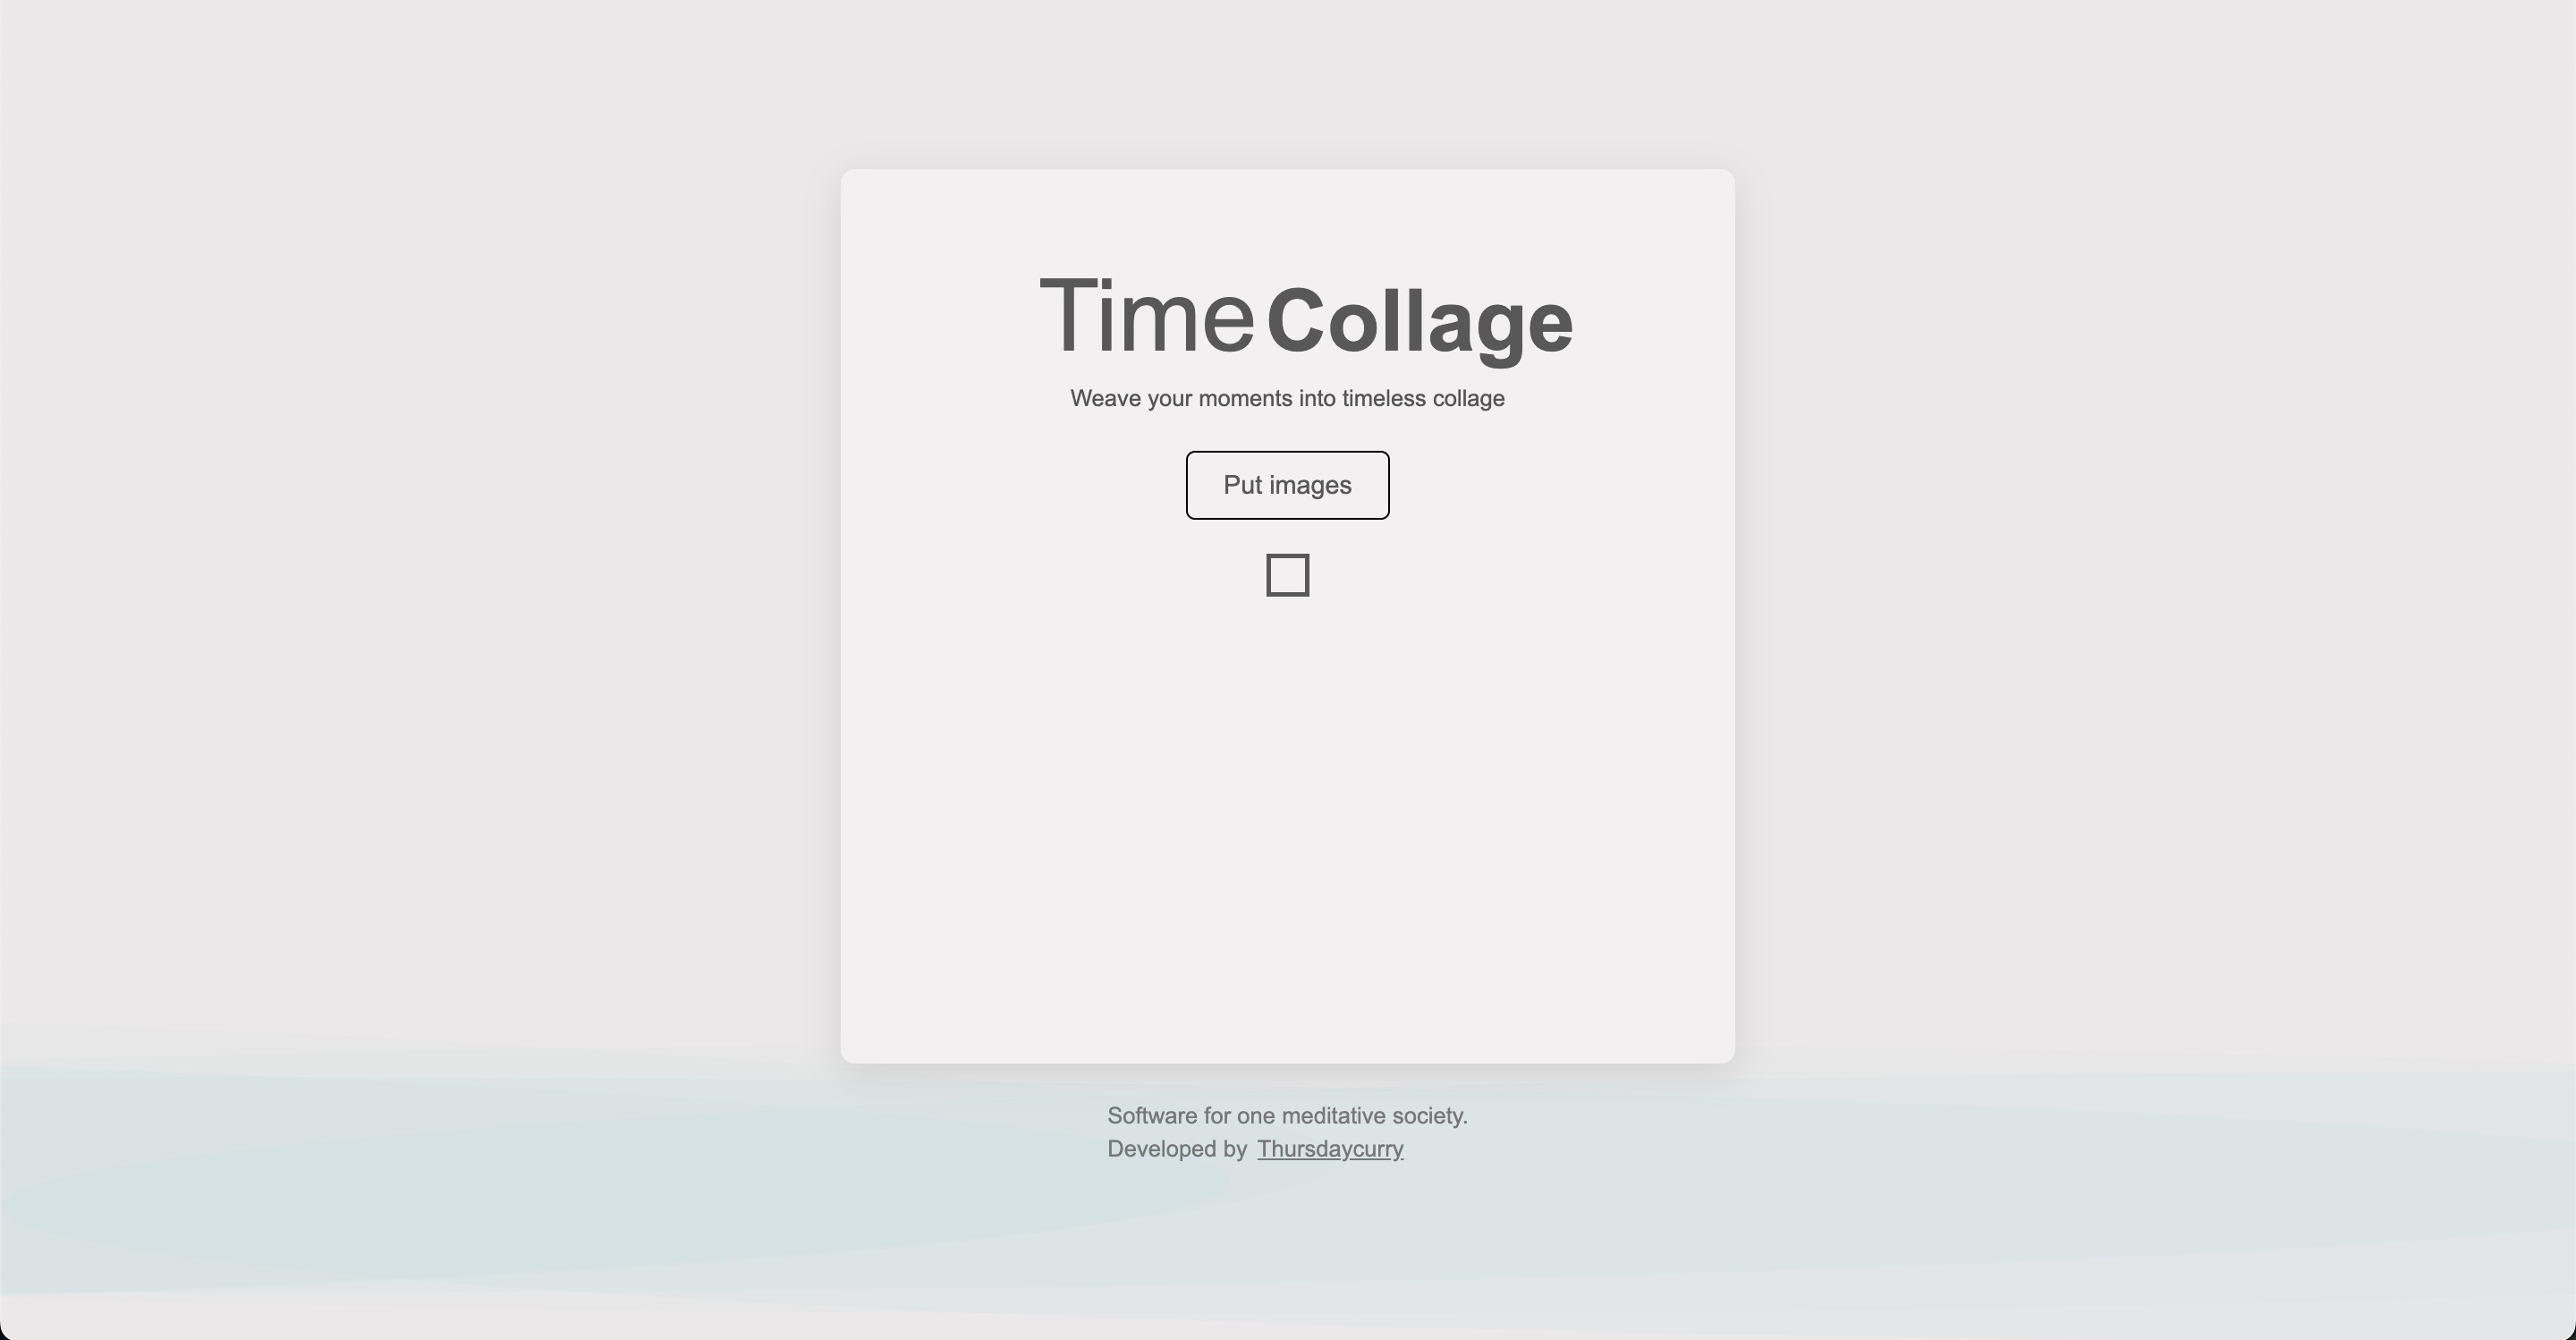 Time Collage
Weave your moments into timeless collage
Put images
Software for one meditative society.
Developed by Thursdaycurry